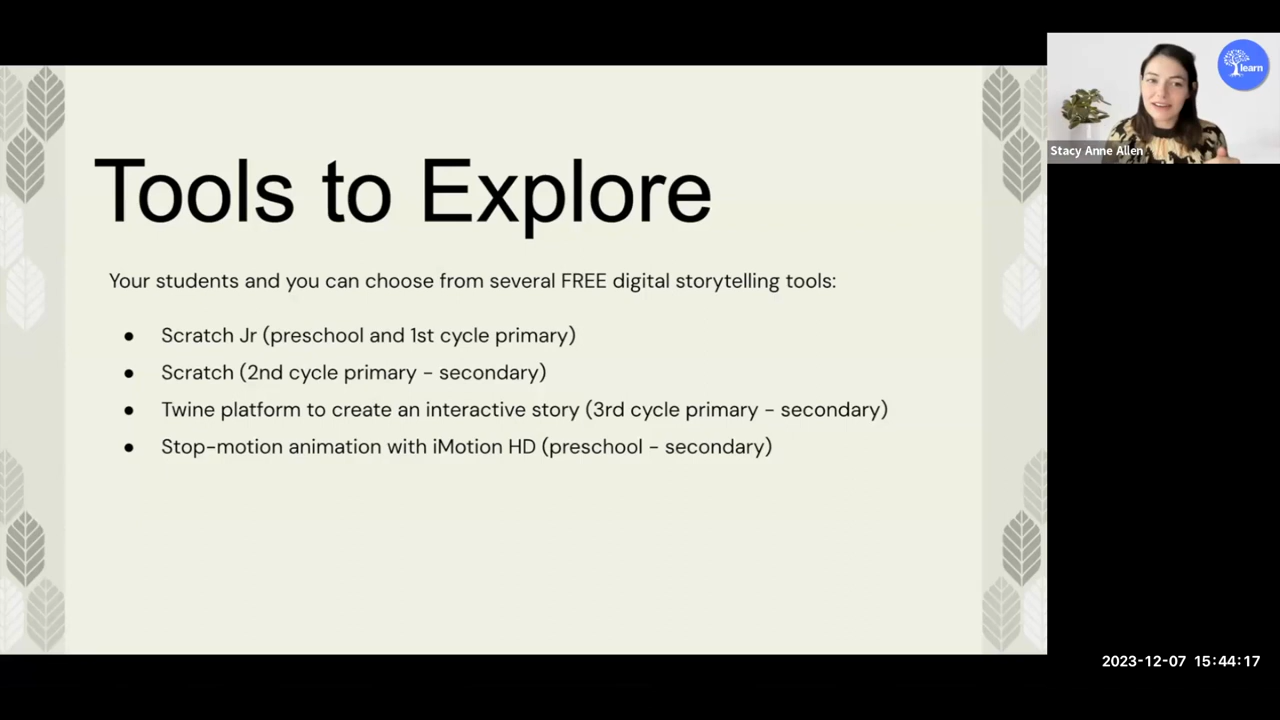 Tools to Explore
Your students and you can choose from several FREE digital storytelling tools:
● Scratch Jr (preschool and 1st cycle primary)
● Scratch (2nd cycle primary - secondary)
● Twine platform to create an interactive story (3rd cycle primary - secondary)
● Stop-motion animation with iMotion HD (preschool - secondary)
learn
Stacy Anne Allen
2023-12-07 15:44:17